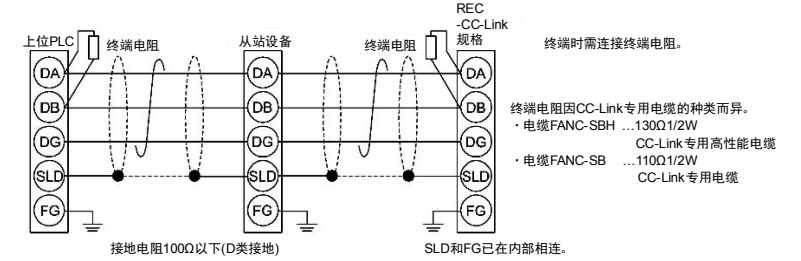 REC
-CC-Link
规格
上位PLC
终端电阻
从站设备
终端电阻
终端时需连接终端电阻。
DA
DA
DA
DB
DB
DB
DG
DG
DG
SLD
SLD
SLD
FG
FG
FG
终端电阻因CC-Link专用电缆的种类而异。
・电缆FANC-SBH …130Ω1/2W
CC-Link专用高性能电缆
・电缆FANC-SB …110Ω1/2W
CC-Link专用电缆
接地电阻100Ω以下(D类接地)
SLD和FG已在内部相连。